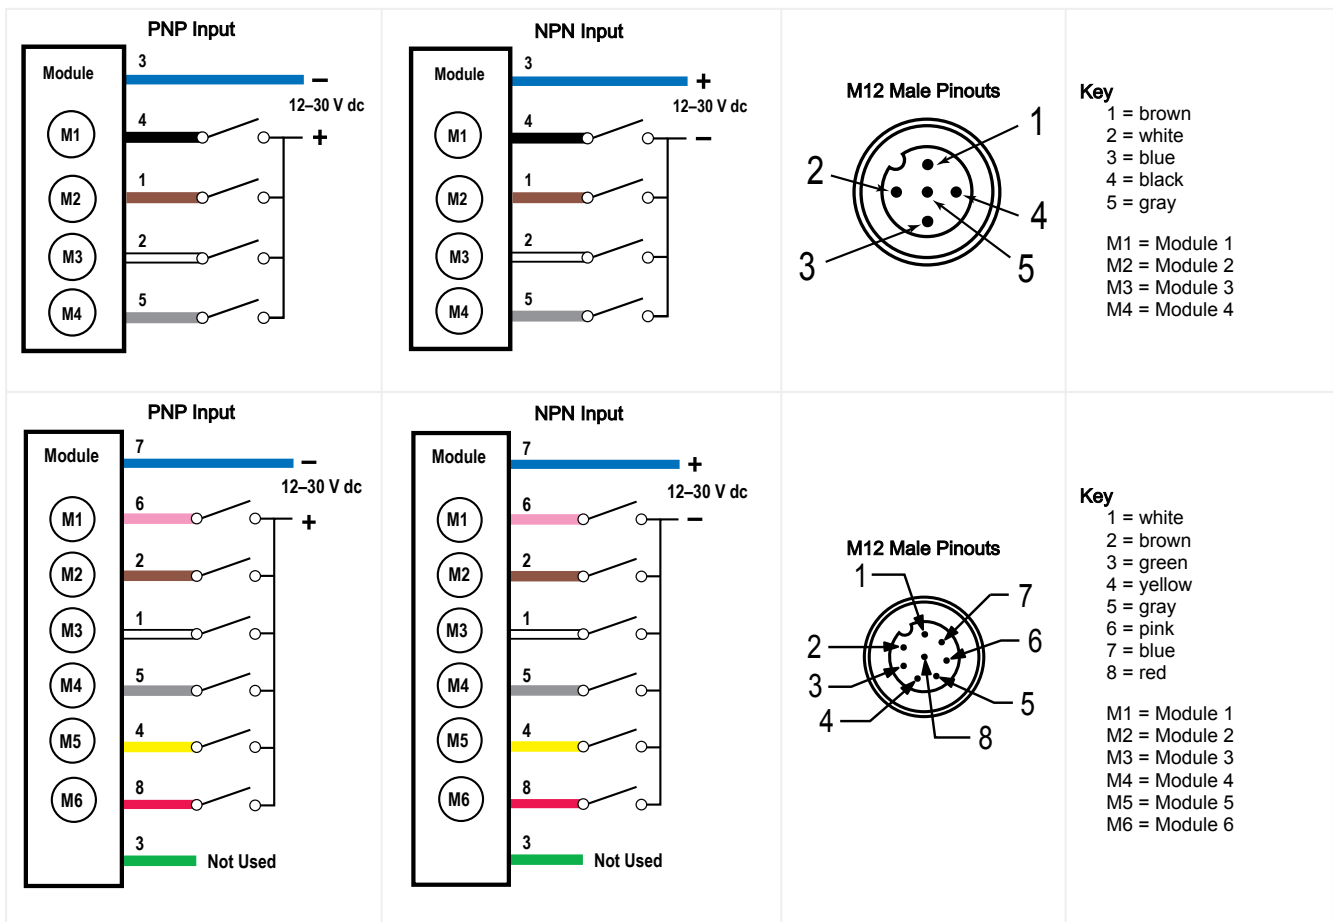 PNP Input
Module
3
–
12–30 V dc
M1
4
+
M2
1
M3
2
M4
5
NPN Input
Module
3
+
12–30 V dc
M1
4
–
M2
1
M3
2
M4
5
M12 Male Pinouts
1
2
3
4
5
Key
1 = brown
2 = white
3 = blue
4 = black
5 = gray
M1 = Module 1
M2 = Module 2
M3 = Module 3
M4 = Module 4
PNP Input
Module
7
–
12–30 V dc
M1
6
+
M2
2
M3
1
M4
5
M5
4
M6
8
3
Not Used
NPN Input
Module
7
+
12–30 V dc
M1
6
–
M2
2
M3
1
M4
5
M5
4
M6
8
3
Not Used
M12 Male Pinouts
1
7
2
6
3
5
4
8
Key
1 = white
2 = brown
3 = green
4 = yellow
5 = gray
6 = pink
7 = blue
8 = red
M1 = Module 1
M2 = Module 2
M3 = Module 3
M4 = Module 4
M5 = Module 5
M6 = Module 6